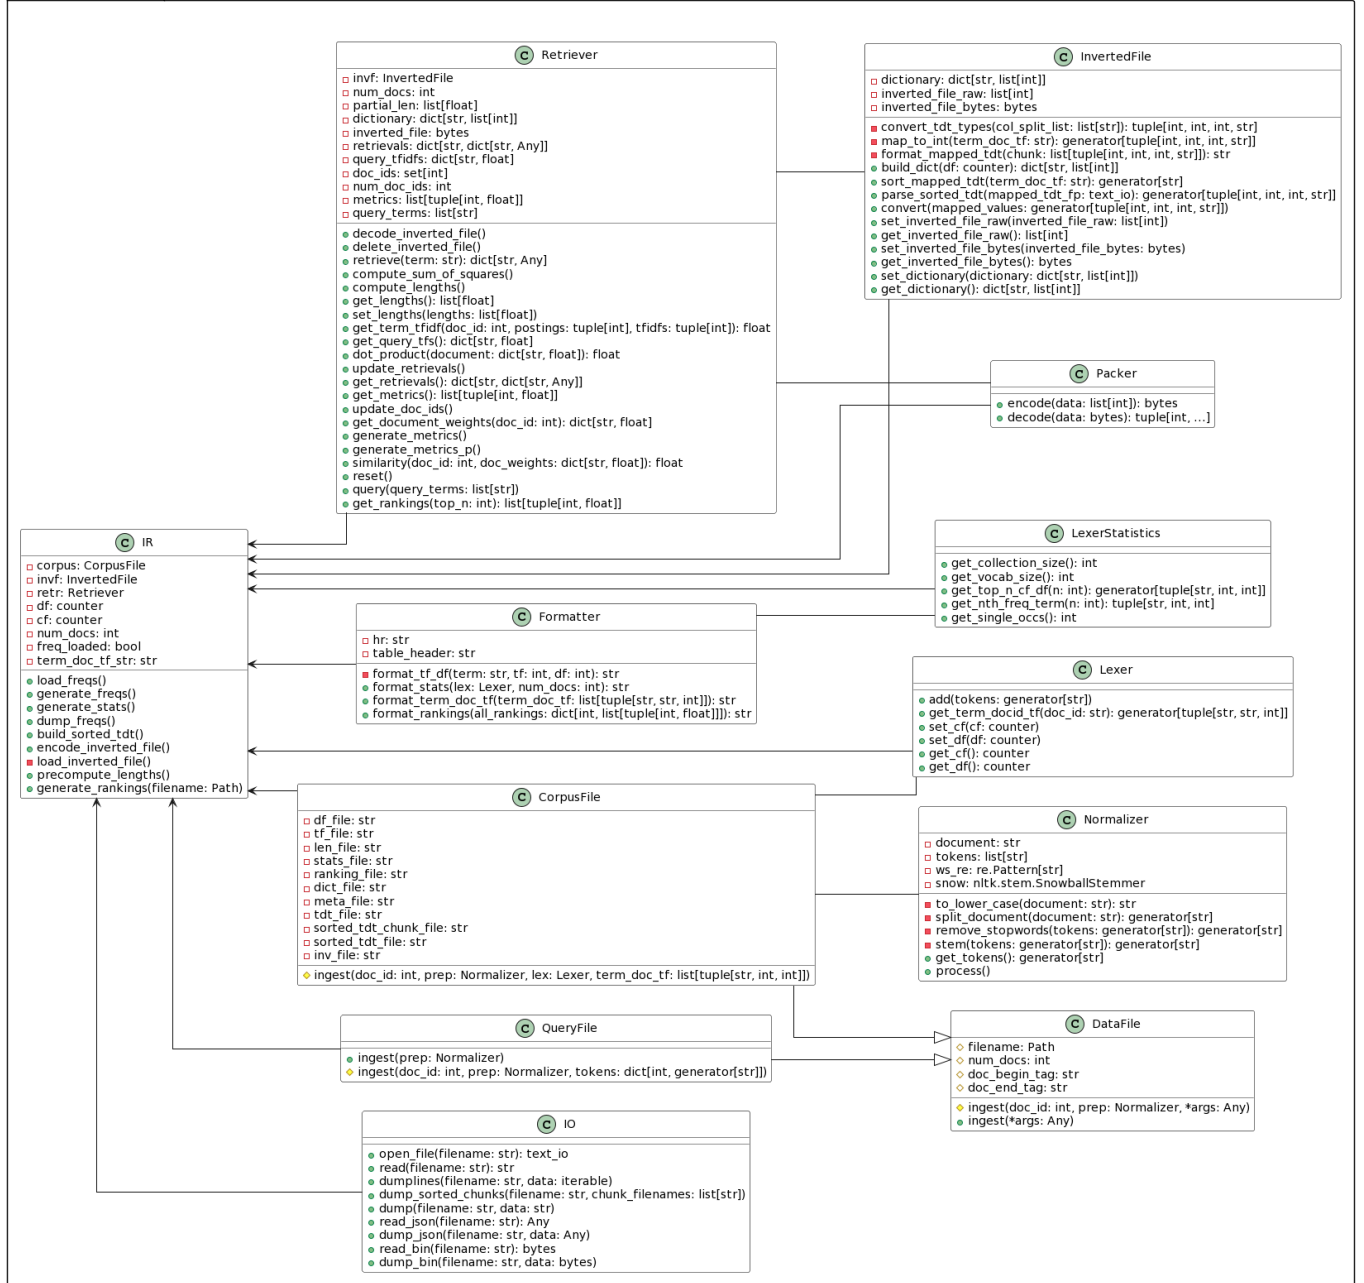 C Retriever
invf: InvertedFile
num_docs: int
partial_len: list[float]
dictionary: dict[str, list[int]]
inverted_file: bytes
retrievals: dict[str, dict[str, Any]]
query_tfidfs: dict[str, float]
doc_ids: set[int]
num_doc_ids: int
metrics: list[tuple[int, float]]
query_terms: list[str]
decode_inverted_file()
delete_inverted_file()
retrieve(term: str): dict[str, Any]
compute_sum_of_squares()
compute_lengths()
get_lengths(): list[float]
set_lengths(lengths: list[float])
get_term_tfidf(doc_id: int, postings: tuple[int], tfidfs: tuple[int]): float
get_query_tfs(): dict[str, float]
dot_product(document: dict[str, float]): float
update_retrievals()
get_retrievals(): dict[str, dict[str, Any]]
get_metrics(): list[tuple[int, float]]
update_doc_ids()
get_document_weights(doc_id: int): dict[str, float]
generate_metrics()
generate_metrics_p()
similarity(doc_id: int, doc_weights: dict[str, float]): float
reset()
query(query_terms: list[str])
get_rankings(top_n: int): list[tuple[int, float]]
C InvertedFile
dictionary: dict[str, list[int]]
inverted_file_raw: list[int]
inverted_file_bytes: bytes
convert_tdt_types(col_split_list: list[str]): tuple[int, int, int, str]
map_to_int(term_doc_tf: str): generator[tuple[int, int, int, str]]
format_mapped_tdt(chunk: list[tuple[int, int, int, str]]): str
build_dict(df: counter): dict[str, list[int]]
sort_mapped_tdt(term_doc_tf: str): generator[str]
parse_sorted_tdt(mapped_tdt_fp: text_io): generator[tuple[int, int, int, str]]
convert(mapped_values: generator[tuple[int, int, int, str]])
set_inverted_file_raw(inverted_file_raw: list[int])
get_inverted_file_raw(): list[int]
set_inverted_file_bytes(inverted_file_bytes: bytes)
get_inverted_file_bytes(): bytes
set_dictionary(dictionary: dict[str, list[int]])
get_dictionary(): dict[str, list[int]]
C Packer
encode(data: list[int]): bytes
decode(data: bytes): tuple[int, ...]
C IR
corpus: CorpusFile
invf: InvertedFile
retr: Retriever
df: counter
cf: counter
num_docs: int
freq_loaded: bool
term_doc_tf_str: str
load_freqs()
generate_freqs()
generate_stats()
dump_freqs()
build_sorted_tdt()
encode_inverted_file()
load_inverted_file()
precompute_lengths()
generate_rankings(filename: Path)
C LexerStatistics
get_collection_size(): int
get_vocab_size(): int
get_top_n_cf_df(n: int): generator[tuple[str, int, int]]
get_nth_freq_term(n: int): tuple[str, int, int]
get_single_occs(): int
C Formatter
hr: str
table_header: str
format_tf_df(term: str, tf: int, df: int): str
format_stats(lex: Lexer, num_docs: int): str
format_term_doc_tf(term_doc_tf: list[tuple[str, str, int]]): str
format_rankings(all_rankings: dict[int, list[tuple[int, float]]]): str
C Lexer
add(tokens: generator[str])
get_term_docid_tf(doc_id: str): generator[tuple[str, str, int]]
set_cf(cf: counter)
set_df(df: counter)
get_cf(): counter
get_df(): counter
C CorpusFile
df_file: str
tf_file: str
len_file: str
stats_file: str
ranking_file: str
dict_file: str
meta_file: str
tdt_file: str
sorted_tdt_chunk_file: str
sorted_tdt_file: str
inv_file: str
ingest(doc_id: int, prep: Normalizer, lex: Lexer, term_doc_tf: list[tuple[str, int, int]])
C Normalizer
document: str
tokens: list[str]
ws_re: re.Pattern[str]
snow: nltk.stem.SnowballStemmer
to_lower_case(document: str): str
split_document(document: str): generator[str]
remove_stopwords(tokens: generator[str]): generator[str]
stem(tokens: generator[str]): generator[str]
get_tokens(): generator[str]
process()
C QueryFile
ingest(prep: Normalizer)
ingest(doc_id: int, prep: Normalizer, tokens: dict[int, generator[str]])
C DataFile
filename: Path
num_docs: int
doc_begin_tag: str
doc_end_tag: str
ingest(doc_id: int, prep: Normalizer, *args: Any)
ingest(*args: Any)
C IO
open_file(filename: str): text_io
read(filename: str): str
dumplines(filename: str, data: iterable)
dump_sorted_chunks(filename: str, chunk_filenames: list[str])
dump(filename: str, data: str)
read_json(filename: str): Any
dump_json(filename: str, data: Any)
read_bin(filename: str): bytes
dump_bin(filename: str, data: bytes)